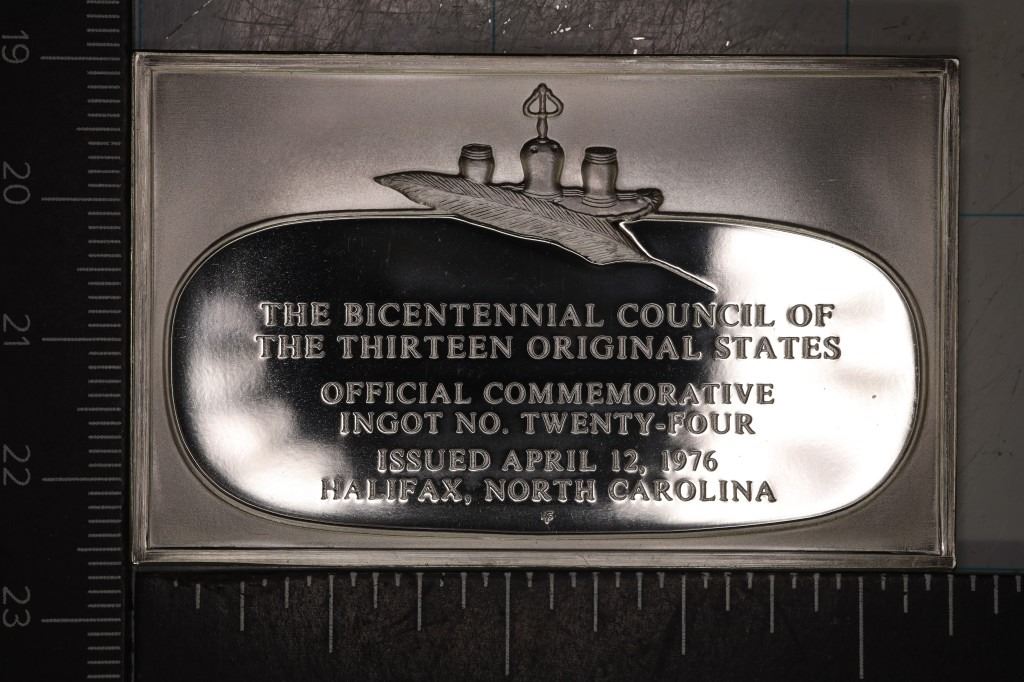 THE BICENTENNIAL COUNCIL OF
THE THIRTEEN ORIGINAL STATES
OFFICIAL COMMEMORATIVE
INGOT NO. TWENTY-FOUR
ISSUED APRIL 12, 1976
HALIFAX, NORTH CAROLINA
19
20
21
22
23